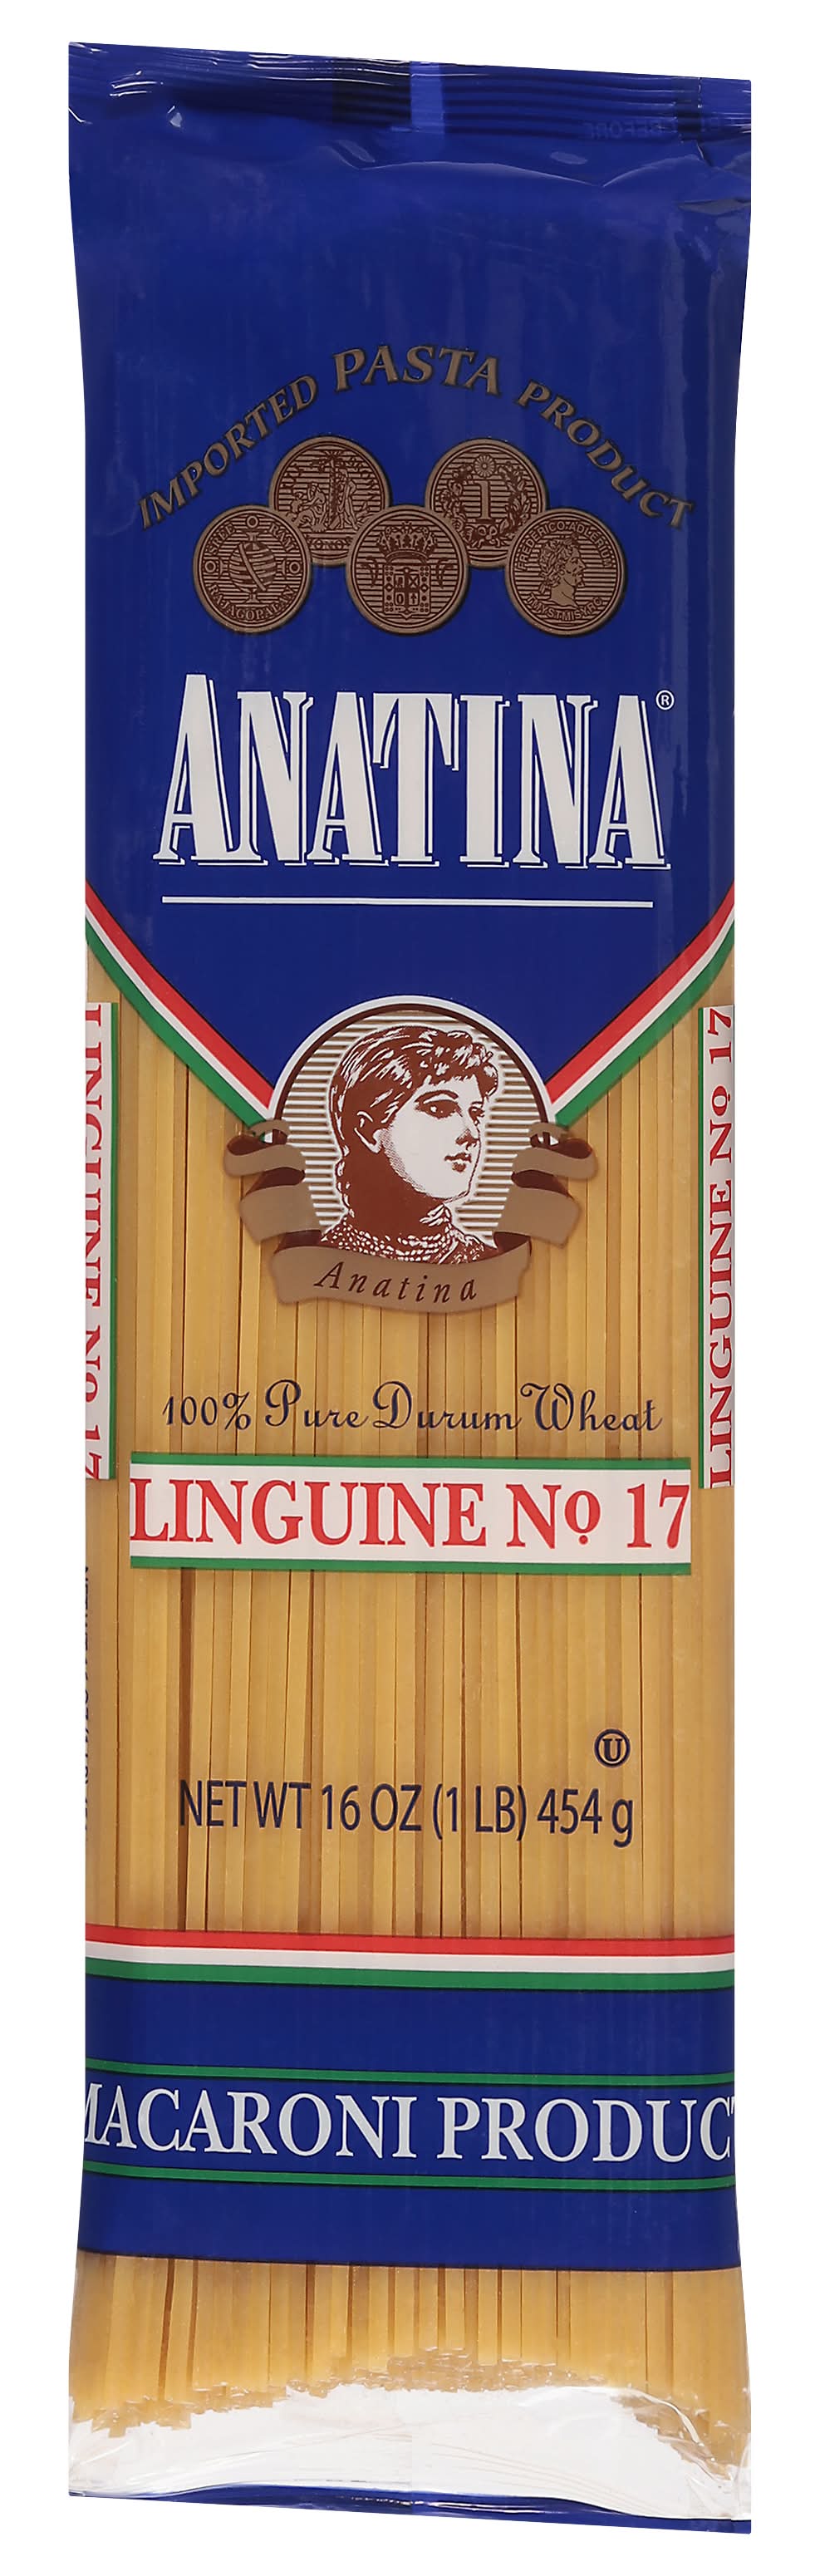 IMPORTED PASTA PRODUCT
1
ANATINA®
Anatina
100% Pure Durum Wheat
LINGUINE No 17
LINGUINE No 17
LINGUINE No 17
U
NET WT 16 OZ (1 LB) 454 g
MACARONI PRODUCT